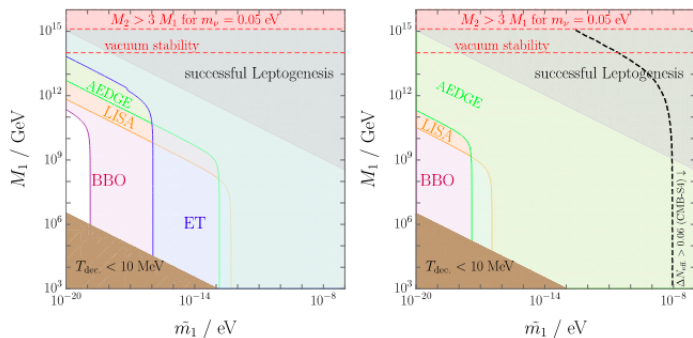 M₂ > 3 M₁ for m_ν = 0.05 eV
vacuum stability
successful Leptogenesis
AEDGE
LISA
BBO
ET
T_dec. < 10 MeV
10¹⁵
10¹²
10⁹
10⁶
10³
M₁ / GeV
10⁻²⁰
10⁻¹⁴
10⁻⁸
m̃₁ / eV
M₂ > 3 M₁ for m_ν = 0.05 eV
vacuum stability
successful Leptogenesis
AEDGE
LISA
BBO
T_dec. < 10 MeV
ΔN_eff. > 0.06 (CMB-S4) ↓
10¹⁵
10¹²
10⁹
10⁶
10³
M₁ / GeV
10⁻²⁰
10⁻¹⁴
10⁻⁸
m̃₁ / eV